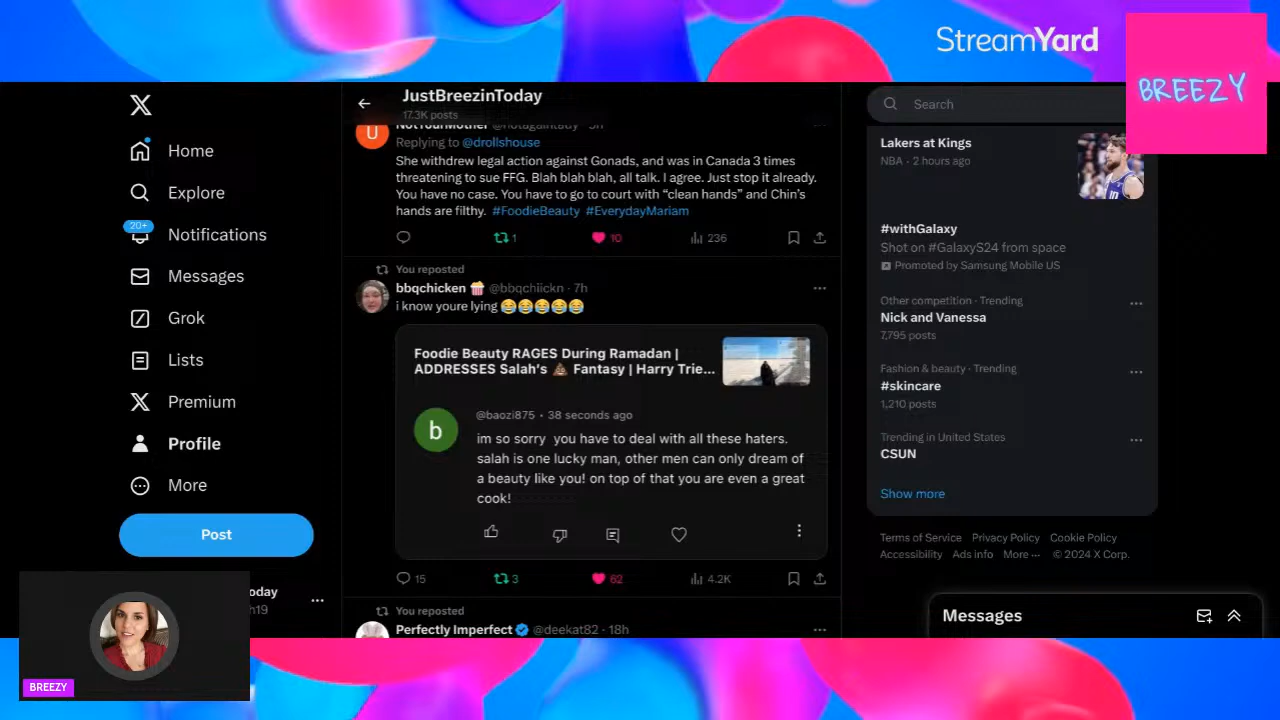 StreamYard
BREEZY
Home
Explore
20+
Notifications
Messages
Grok
Lists
Premium
Profile
More
Post
oday
h19
BREEZY
JustBreezinToday
17.3K posts
U
NotYourMother @notagaintady · 5h
Replying to @drollshouse
She withdrew legal action against Gonads, and was in Canada 3 times
threatening to sue FFG. Blah blah blah, all talk. I agree. Just stop it already.
You have no case. You have to go to court with “clean hands” and Chin's
hands are filthy. #FoodieBeauty #EverydayMariam
1
10
236
You reposted
bbqchicken 🍿 @bbqchiickn · 7h
i know youre lying 😂😂😂😂😂
Foodie Beauty RAGES During Ramadan |
ADDRESSES Salah's 💩 Fantasy | Harry Trie...
b
@baozi875 • 38 seconds ago
im so sorry you have to deal with all these haters.
salah is one lucky man, other men can only dream of
a beauty like you! on top of that you are even a great
cook!
15
3
62
4.2K
You reposted
Perfectly Imperfect @deekat82 · 18h
Search
Lakers at Kings
NBA · 2 hours ago
#withGalaxy
Shot on #GalaxyS24 from space
Promoted by Samsung Mobile US
Other competition · Trending
Nick and Vanessa
7,795 posts
Fashion & beauty · Trending
#skincare
1,210 posts
Trending in United States
CSUN
Show more
Terms of Service Privacy Policy Cookie Policy
Accessibility Ads info More ... © 2024 X Corp.
Messages